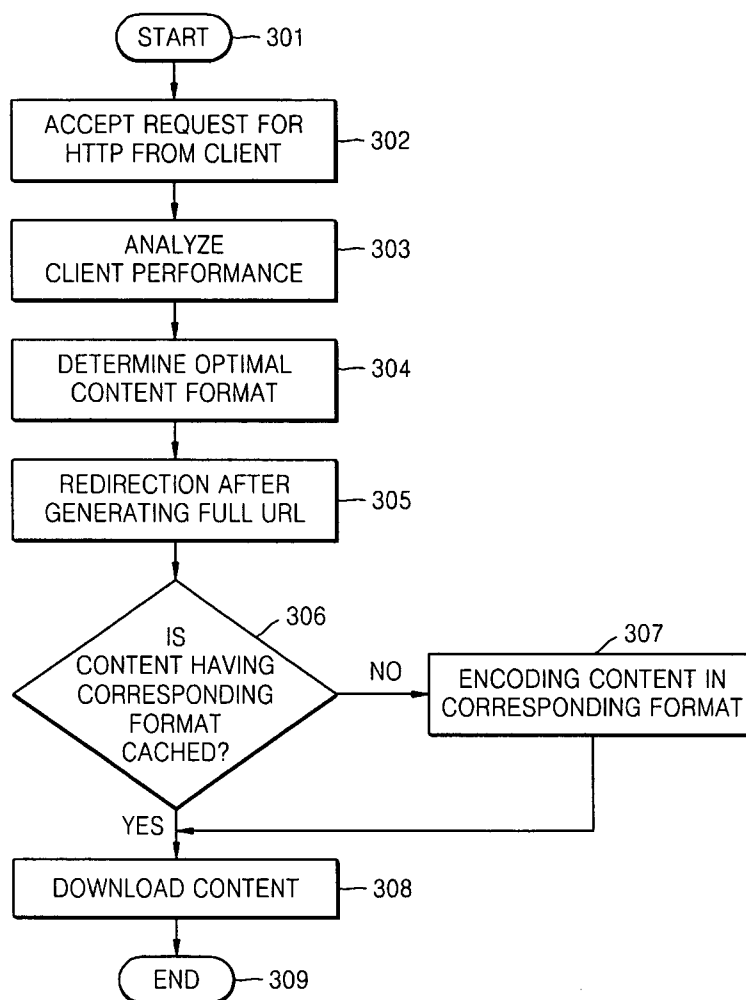 START
301
ACCEPT REQUEST FOR
HTTP FROM CLIENT
302
ANALYZE
CLIENT PERFORMANCE
303
DETERMINE OPTIMAL
CONTENT FORMAT
304
REDIRECTION AFTER
GENERATING FULL URL
305
306
IS
CONTENT HAVING
CORRESPONDING
FORMAT
CACHED?
NO
307
ENCODING CONTENT IN
CORRESPONDING FORMAT
YES
DOWNLOAD CONTENT
308
END
309